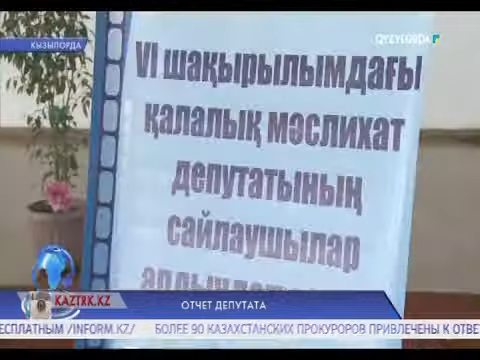 КЫЗЫЛОРДА
QYZYLORDA
VI шақырылымдағы
қалалық мәслихат
депутатының
сайлаушылар
KAZTRK.KZ
ОТЧЕТ ДЕПУТАТА
ЕСПЛАТНЫМ /INFORM.KZ/ БОЛЕЕ 90 КАЗАХСТАНСКИХ ПРОКУРОРОВ ПРИВЛЕЧЕНЫ К ОТВЕ